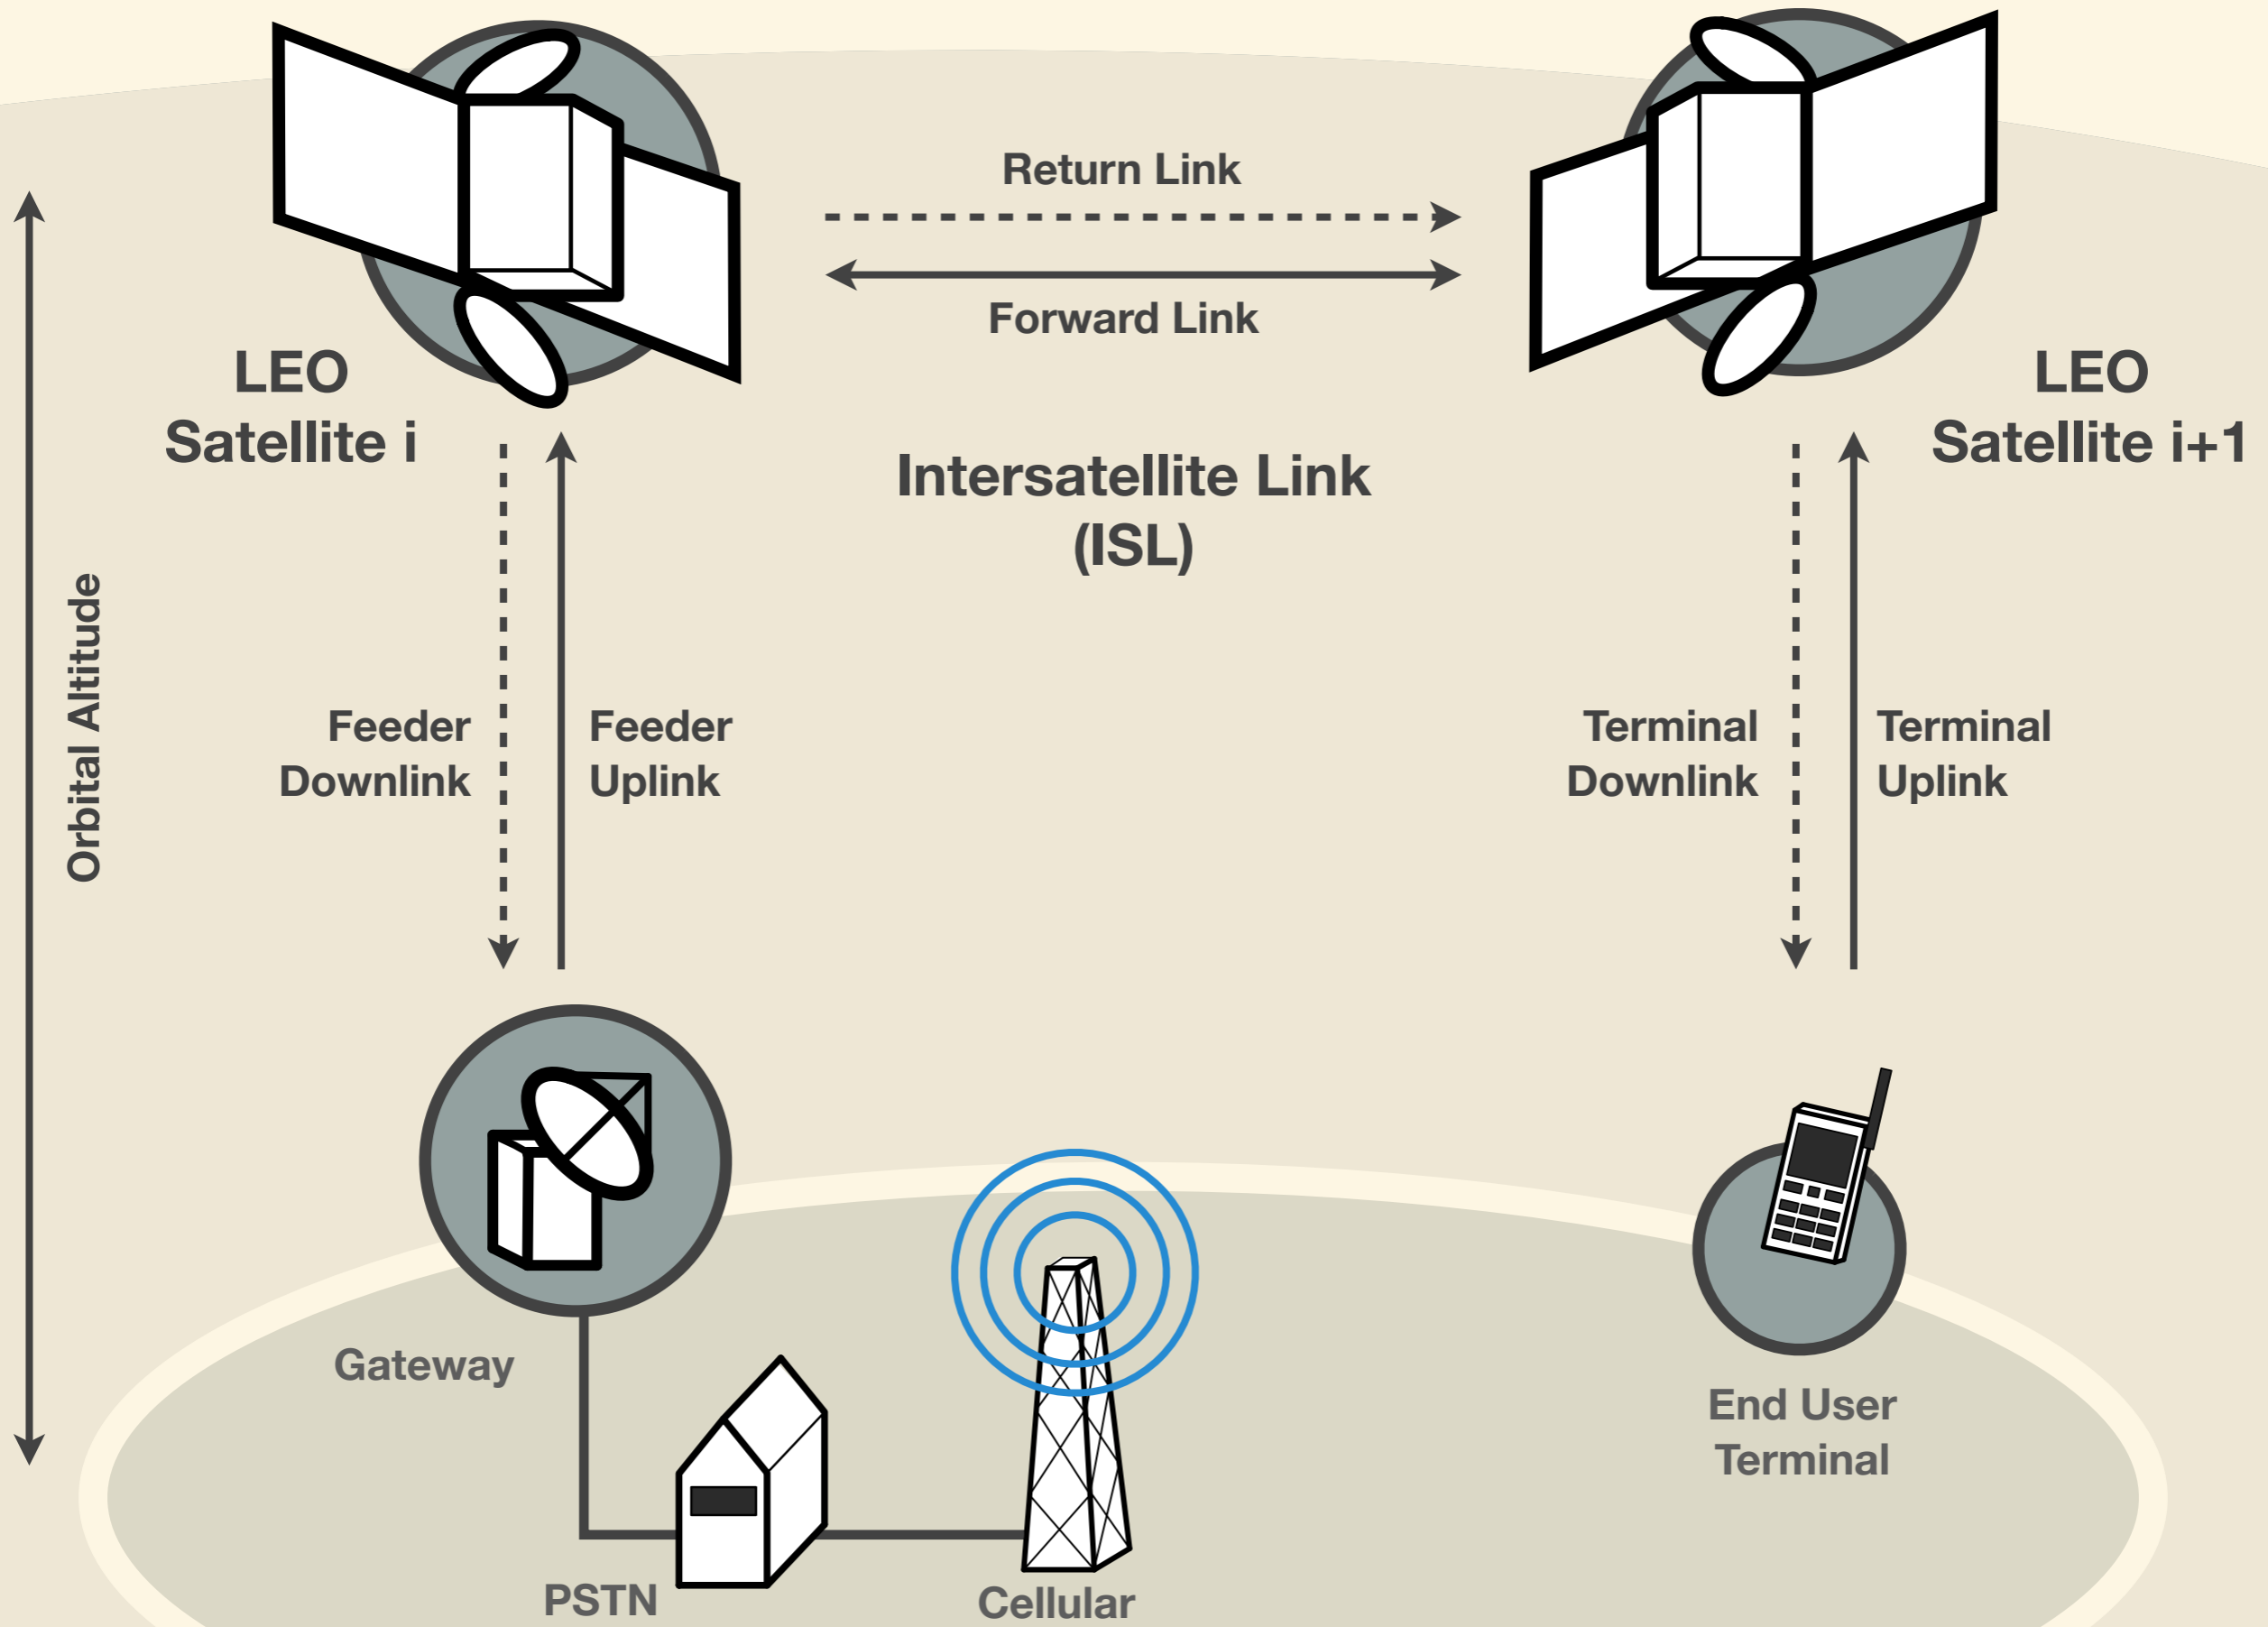 Return Link
Forward Link
LEO
Satellite i
LEO
Satellite i+1
Intersatellite Link
(ISL)
Orbital Altitude
Feeder
Downlink
Feeder
Uplink
Terminal
Downlink
Terminal
Uplink
Gateway
End User
Terminal
PSTN
Cellular